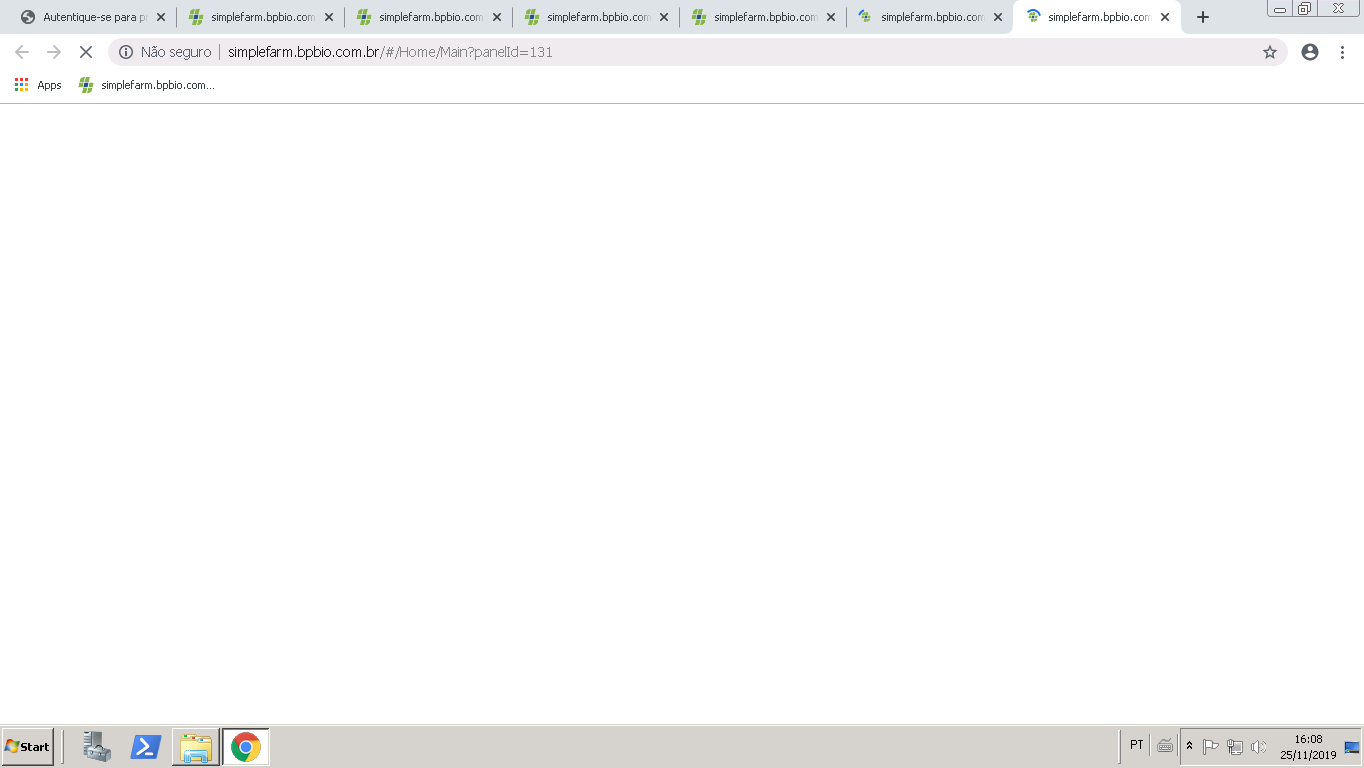 Autentique-se para p
simplefarm.bpbio.com
simplefarm.bpbio.com
simplefarm.bpbio.com
simplefarm.bpbio.com
simplefarm.bpbio.com
simplefarm.bpbio.com
Não seguro
simplefarm.bpbio.com.br/#/Home/Main?panelId=131
Apps
simplefarm.bpbio.com...
Start
PT
16:08
25/11/2019